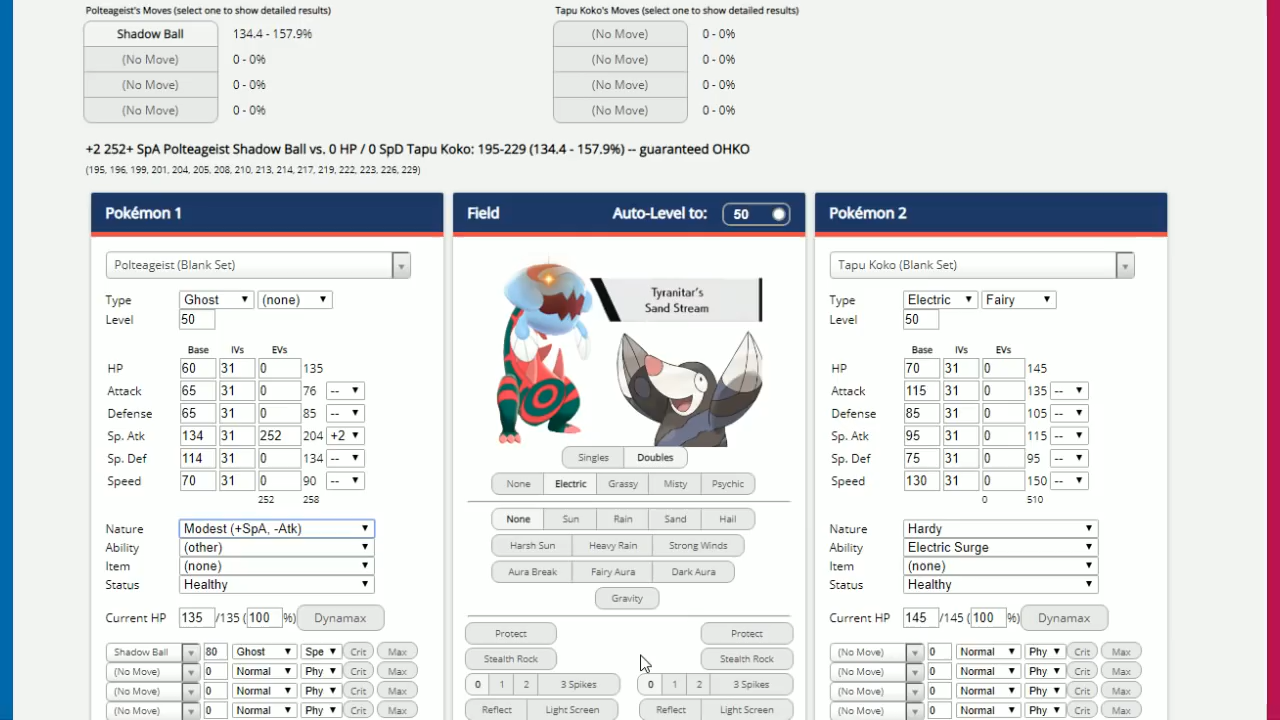 Polteageist's Moves (select one to show detailed results)
Tapu Koko's Moves (select one to show detailed results)
Shadow Ball 134.4 - 157.9%
(No Move) 0 - 0%
(No Move) 0 - 0%
(No Move) 0 - 0%
(No Move) 0 - 0%
(No Move) 0 - 0%
(No Move) 0 - 0%
(No Move) 0 - 0%
+2 252+ SpA Polteageist Shadow Ball vs. 0 HP / 0 SpD Tapu Koko: 195-229 (134.4 - 157.9%) -- guaranteed OHKO
(195, 196, 199, 201, 204, 205, 208, 210, 213, 214, 217, 219, 222, 223, 226, 229)
Pokémon 1
Polteageist (Blank Set)
Type Ghost (none)
Level 50
Base IVs EVs
HP 60 31 0 135
Attack 65 31 0 76 --
Defense 65 31 0 85 --
Sp. Atk 134 31 252 204 +2
Sp. Def 114 31 0 134 --
Speed 70 31 0 90 --
252 258
Nature Modest (+SpA, -Atk)
Ability (other)
Item (none)
Status Healthy
Current HP 135 /135 ( 100 %) Dynamax
Shadow Ball 80 Ghost Spe Crit Max
(No Move) 0 Normal Phy Crit Max
(No Move) 0 Normal Phy Crit Max
(No Move) 0 Normal Phy Crit Max
Field Auto-Level to: 50
Tyranitar's
Sand Stream
Singles Doubles
None Electric Grassy Misty Psychic
None Sun Rain Sand Hail
Harsh Sun Heavy Rain Strong Winds
Aura Break Fairy Aura Dark Aura
Gravity
Protect Protect
Stealth Rock Stealth Rock
0 1 2 3 Spikes 0 1 2 3 Spikes
Reflect Light Screen Reflect Light Screen
Pokémon 2
Tapu Koko (Blank Set)
Type Electric Fairy
Level 50
Base IVs EVs
HP 70 31 0 145
Attack 115 31 0 135 --
Defense 85 31 0 105 --
Sp. Atk 95 31 0 115 --
Sp. Def 75 31 0 95 --
Speed 130 31 0 150 --
0 510
Nature Hardy
Ability Electric Surge
Item (none)
Status Healthy
Current HP 145 /145 ( 100 %) Dynamax
(No Move) 0 Normal Phy Crit Max
(No Move) 0 Normal Phy Crit Max
(No Move) 0 Normal Phy Crit Max
(No Move) 0 Normal Phy Crit Max